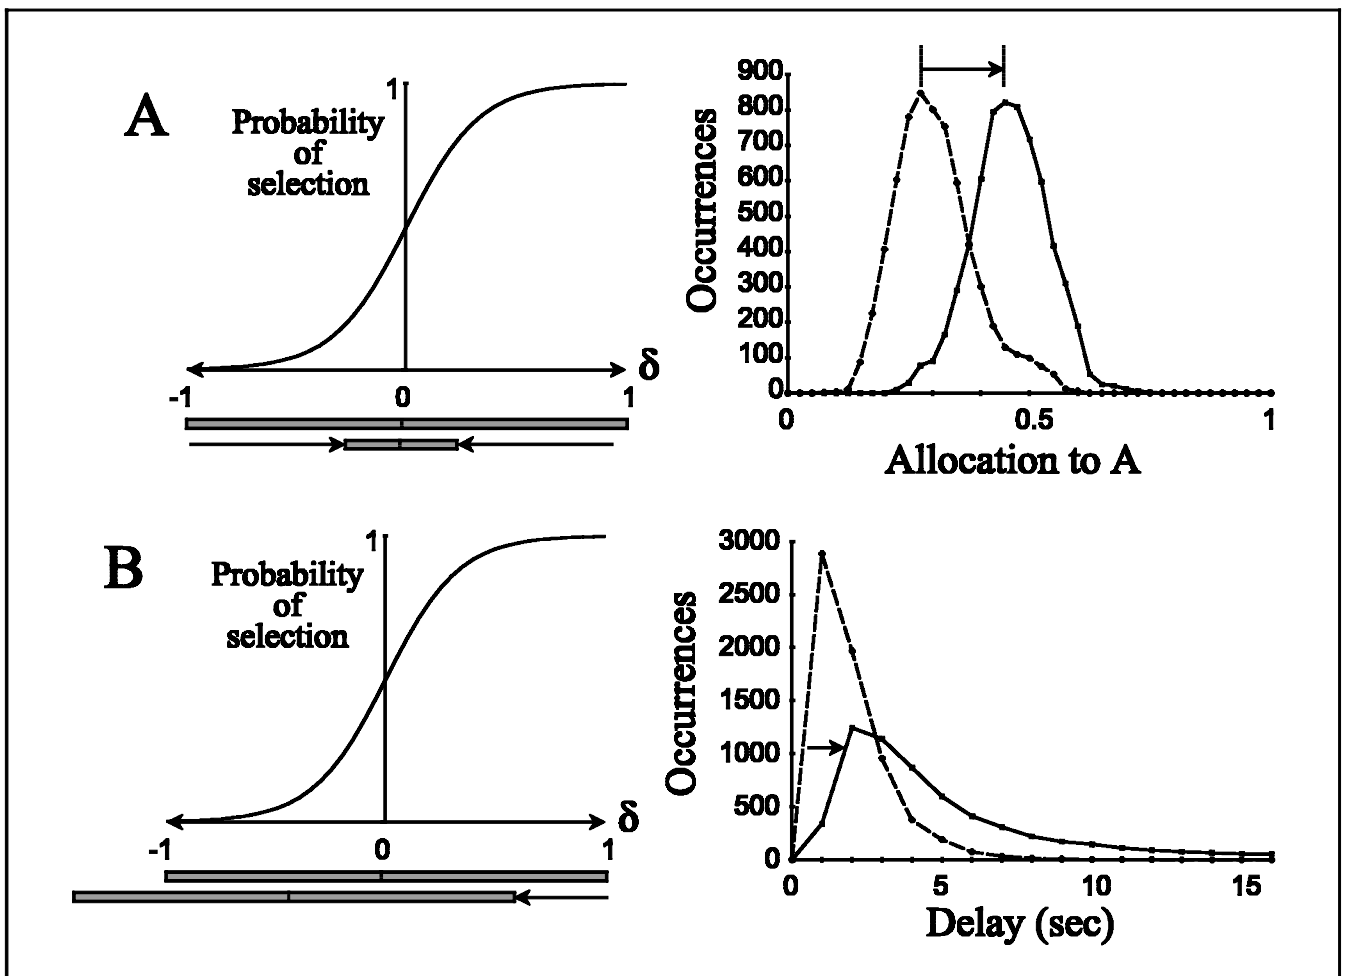 A
Probability
of
selection
1
δ
-1
0
1
Occurrences
900
800
700
600
500
400
300
200
100
0
0
0.5
1
Allocation to A
B
Probability
of
selection
1
δ
-1
0
1
Occurrences
3000
2500
2000
1500
1000
500
0
0
5
10
15
Delay (sec)